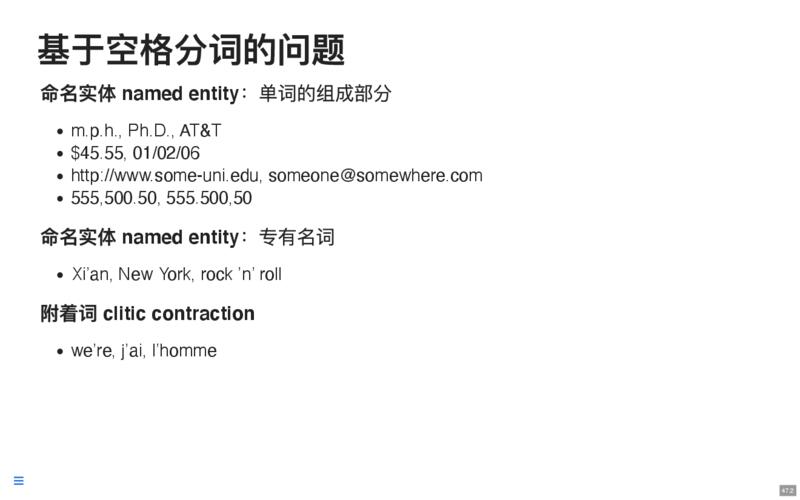 基于空格分词的问题
命名实体 named entity：单词的组成部分
• m.p.h., Ph.D., AT&T
• $45.55, 01/02/06
• http://www.some-uni.edu, someone@somewhere.com
• 555,500.50, 555.500,50
命名实体 named entity：专有名词
• Xi'an, New York, rock 'n' roll
附着词 clitic contraction
• we're, j'ai, l'homme
47.2